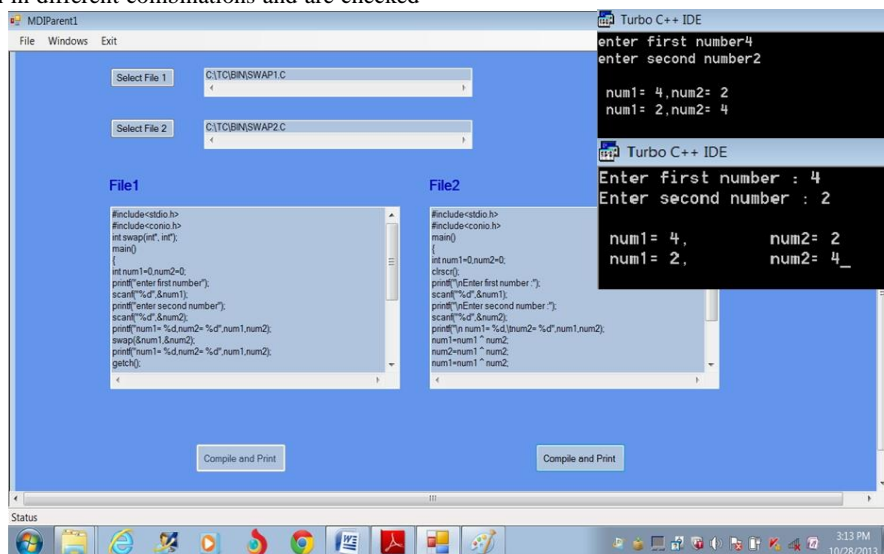 in different combinations and are checked
MDIParent1
File Windows Exit
Select File 1
C:\TC\BIN\SWAP1.C
Select File 2
C:\TC\BIN\SWAP2.C
File1
#include<stdio.h>
#include<conio.h>
int swap(int*, int*);
main()
{
int num1=0,num2=0;
printf("enter first number");
scanf("%d",&num1);
printf("enter second number");
scanf("%d",&num2);
printf("num1= %d,num2= %d",num1,num2);
swap(&num1,&num2);
printf("num1= %d,num2= %d",num1,num2);
getch();
File2
#include<stdio.h>
#include<conio.h>
main()
{
int num1=0,num2=0;
clrscr();
printf("\nEnter first number :");
scanf("%d",&num1);
printf("\nEnter second number :");
scanf("%d",&num2);
printf("\n num1= %d,\tnum2= %d",num1,num2);
num1=num1 ^ num2;
num2=num1 ^ num2;
num1=num1 ^ num2;
Turbo C++ IDE
enter first number4
enter second number2
num1= 4,num2= 2
num1= 2,num2= 4
Turbo C++ IDE
Enter first number : 4
Enter second number : 2
num1= 4, num2= 2
num1= 2, num2= 4_
Compile and Print
Compile and Print
Status
3:13 PM
10/28/2013